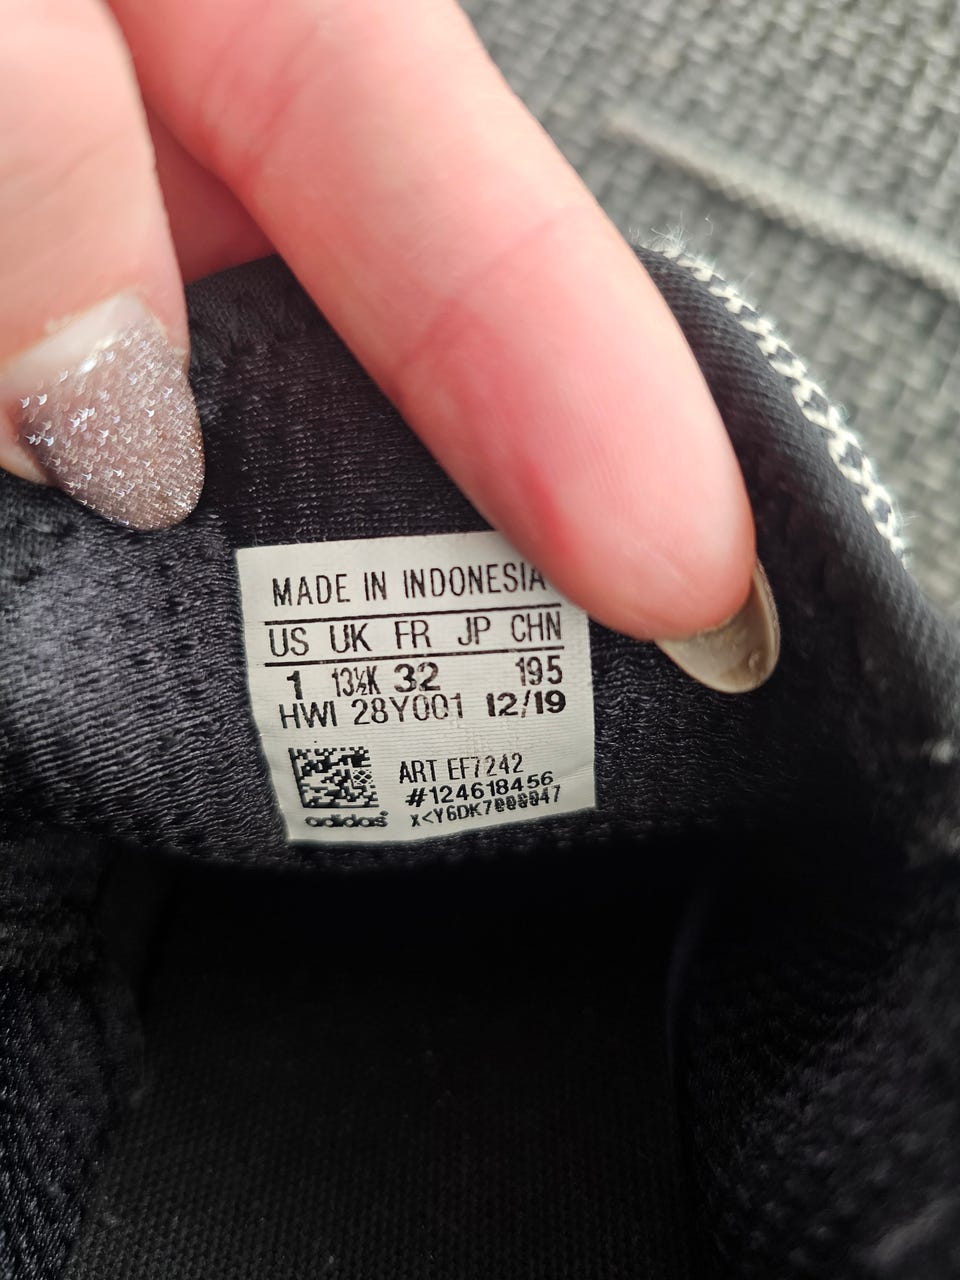 MADE IN INDONESIA
US UK FR JP CHN
1 13½K 32 195
HWI 28Y001 12/19
ART EF7242
#124618456
adidas